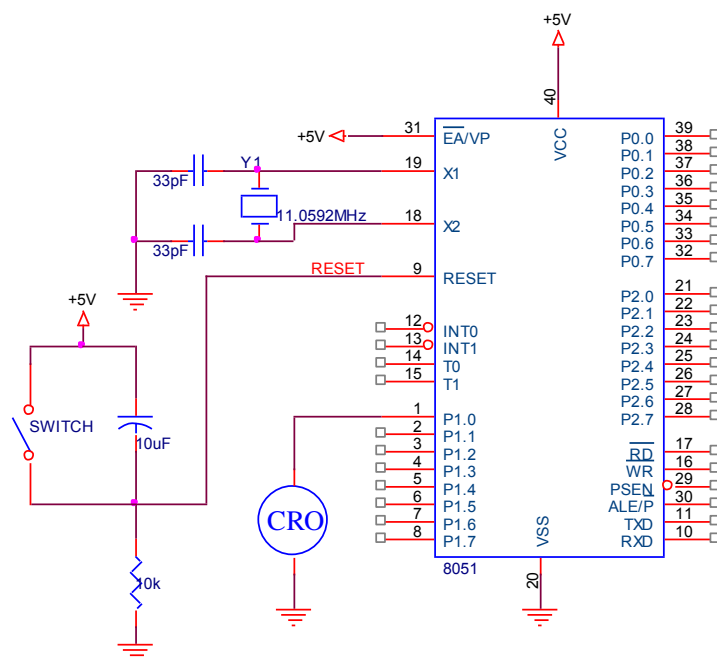 +5V
40
VCC
+5V
31
EA/VP
Y1
33pF
19
X1
11.0592MHz
18
X2
33pF
RESET
9
RESET
+5V
SWITCH
10uF
10k
12
INT0
13
INT1
14
T0
15
T1
1
P1.0
2
P1.1
3
P1.2
4
P1.3
5
P1.4
6
P1.5
7
P1.6
8
P1.7
CRO
8051
VSS
20
P0.0
39
P0.1
38
P0.2
37
P0.3
36
P0.4
35
P0.5
34
P0.6
33
P0.7
32
P2.0
21
P2.1
22
P2.2
23
P2.3
24
P2.4
25
P2.5
26
P2.6
27
P2.7
28
RD
17
WR
16
PSEN
29
ALE/P
30
TXD
11
RXD
10